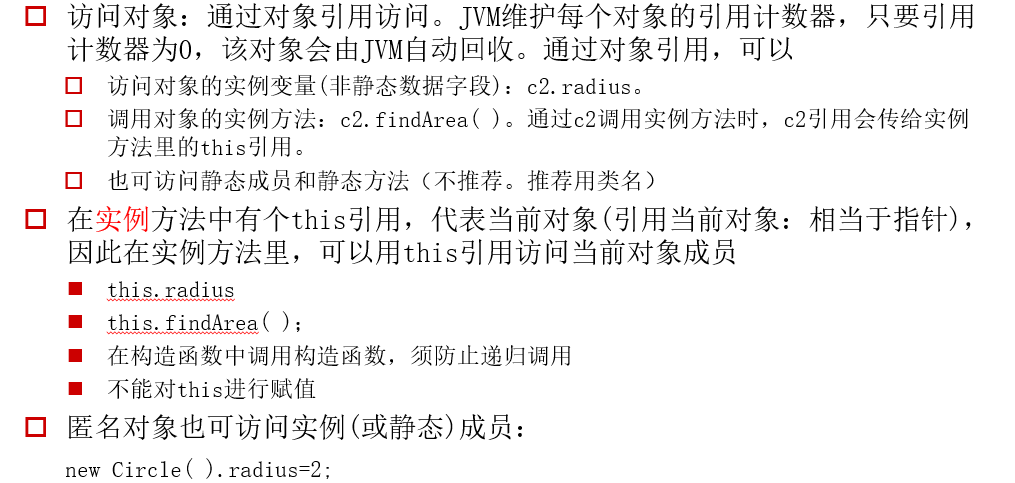 访问对象：通过对象引用访问。JVM维护每个对象的引用计数器，只要引用
计数器为0，该对象会由JVM自动回收。通过对象引用，可以
访问对象的实例变量(非静态数据字段)：c2.radius。
调用对象的实例方法：c2.findArea( )。通过c2调用实例方法时，c2引用会传给实例
方法里的this引用。
也可访问静态成员和静态方法（不推荐。推荐用类名）
在实例方法中有个this引用，代表当前对象(引用当前对象：相当于指针)，
因此在实例方法里，可以用this引用访问当前对象成员
this.radius
this.findArea( );
在构造函数中调用构造函数，须防止递归调用
不能对this进行赋值
匿名对象也可访问实例(或静态)成员：
new Circle( ).radius=2;